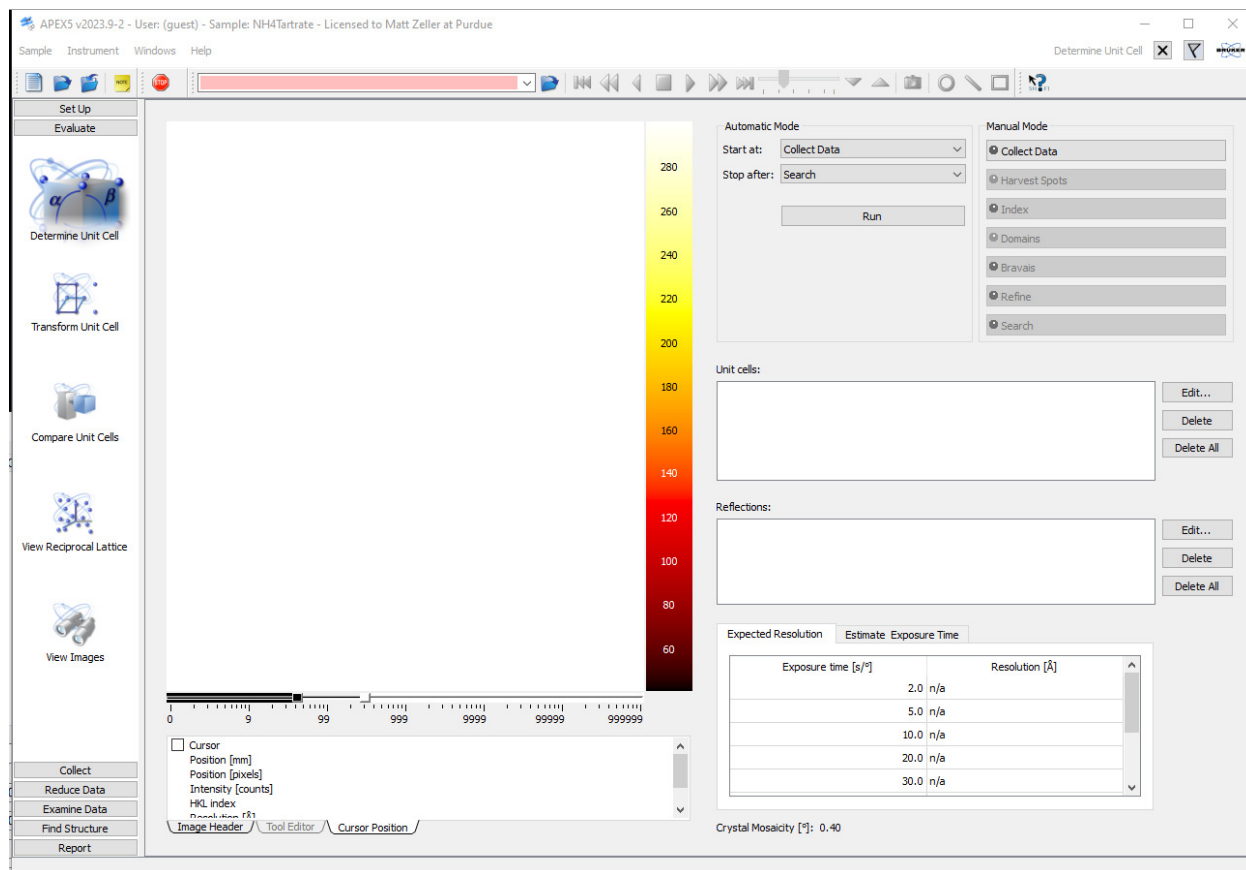 APEX5 v2023.9-2 - User: (guest) - Sample: NH4Tartrate - Licensed to Matt Zeller at Purdue
Sample Instrument Windows Help
Determine Unit Cell
BRUKER
NOTE
STOP
Set Up
Evaluate
α β
Determine Unit Cell
Transform Unit Cell
Compare Unit Cells
View Reciprocal Lattice
View Images
Collect
Reduce Data
Examine Data
Find Structure
Report
280
260
240
220
200
180
160
140
120
100
80
60
0 9 99 999 9999 99999 999999
Cursor
Position [mm]
Position [pixels]
Intensity [counts]
HKL index
Resolution [Å]
Image Header Tool Editor Cursor Position
Automatic Mode
Start at: Collect Data
Stop after: Search
Run
Manual Mode
Collect Data
Harvest Spots
Index
Domains
Bravais
Refine
Search
Unit cells:
Edit...
Delete
Delete All
Reflections:
Edit...
Delete
Delete All
Expected Resolution Estimate Exposure Time
Exposure time [s/°] Resolution [Å]
2.0 n/a
5.0 n/a
10.0 n/a
20.0 n/a
30.0 n/a
Crystal Mosaicity [°]: 0.40